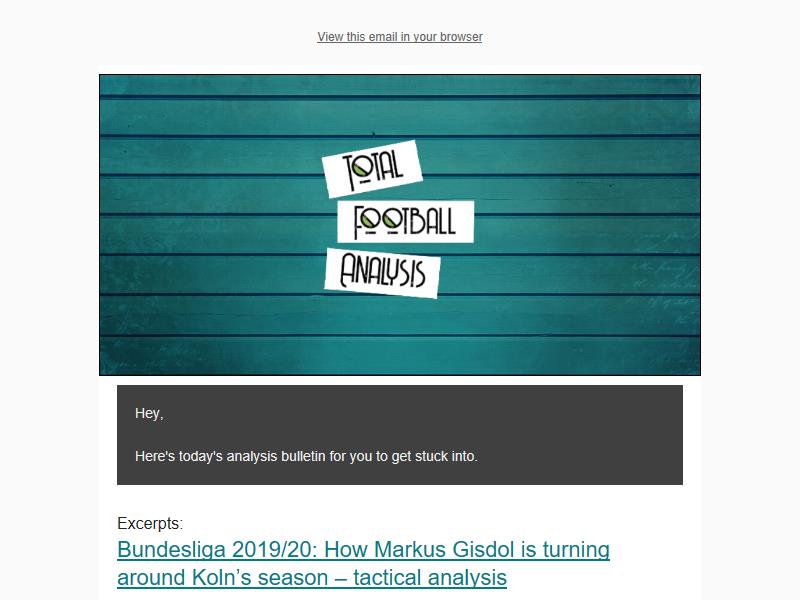 View this email in your browser
TOTAL
FOOTBALL
ANALYSIS
Hey,
Here's today's analysis bulletin for you to get stuck into.
Excerpts:
Bundesliga 2019/20: How Markus Gisdol is turning
around Koln’s season – tactical analysis